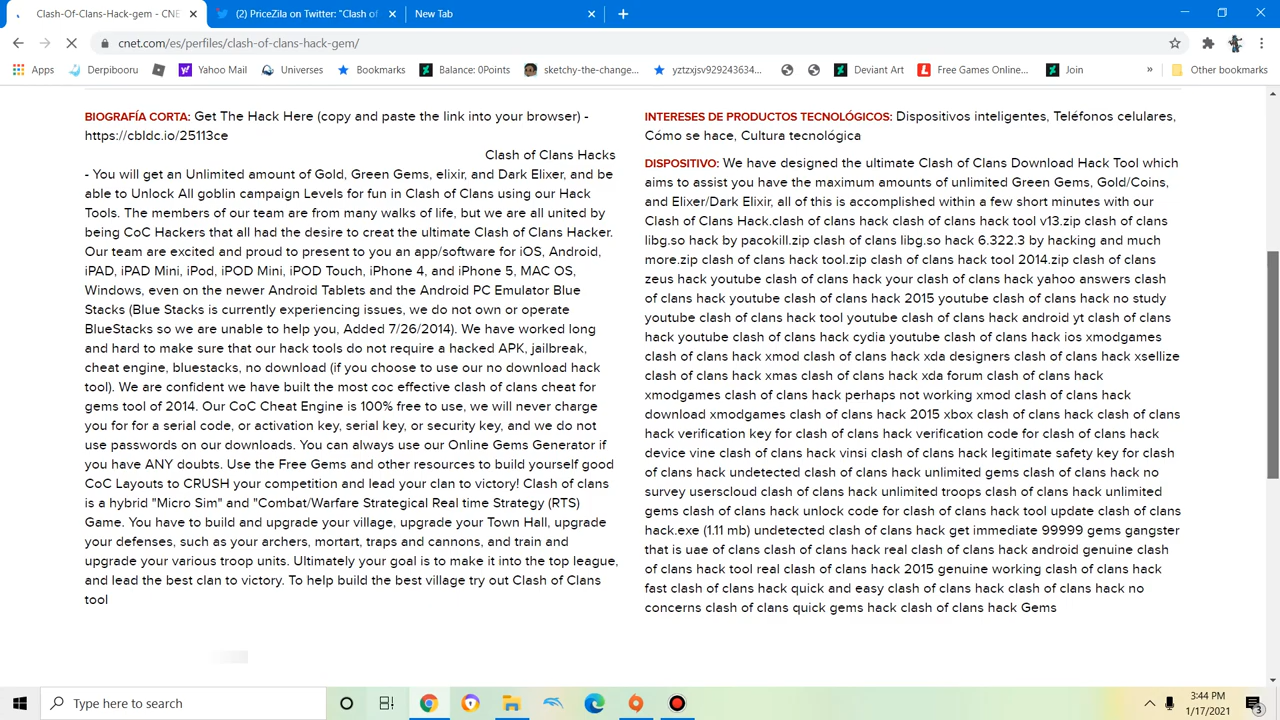 Clash-Of-Clans-Hack-gem - CNE
(2) PriceZila on Twitter: "Clash of
New Tab
cnet.com/es/perfiles/clash-of-clans-hack-gem/
Apps
Derpibooru
Yahoo Mail
Universes
Bookmarks
Balance: 0Points
sketchy-the-change...
yztzxjsv929243634...
Deviant Art
Free Games Online...
Join
»
Other bookmarks
BIOGRAFÍA CORTA: Get The Hack Here (copy and paste the link into your browser) -
https://cbldc.io/25113ce
Clash of Clans Hacks
- You will get an Unlimited amount of Gold, Green Gems, elixir, and Dark Elixer, and be
able to Unlock All goblin campaign Levels for fun in Clash of Clans using our Hack
Tools. The members of our team are from many walks of life, but we are all united by
being CoC Hackers that all had the desire to creat the ultimate Clash of Clans Hacker.
Our team are excited and proud to present to you an app/software for iOS, Android,
iPAD, iPAD Mini, iPod, iPOD Mini, iPOD Touch, iPhone 4, and iPhone 5, MAC OS,
Windows, even on the newer Android Tablets and the Android PC Emulator Blue
Stacks (Blue Stacks is currently experiencing issues, we do not own or operate
BlueStacks so we are unable to help you, Added 7/26/2014). We have worked long
and hard to make sure that our hack tools do not require a hacked APK, jailbreak,
cheat engine, bluestacks, no download (if you choose to use our no download hack
tool). We are confident we have built the most coc effective clash of clans cheat for
gems tool of 2014. Our CoC Cheat Engine is 100% free to use, we will never charge
you for for a serial code, or activation key, serial key, or security key, and we do not
use passwords on our downloads. You can always use our Online Gems Generator if
you have ANY doubts. Use the Free Gems and other resources to build yourself good
CoC Layouts to CRUSH your competition and lead your clan to victory! Clash of clans
is a hybrid "Micro Sim" and "Combat/Warfare Strategical Real time Strategy (RTS)
Game. You have to build and upgrade your village, upgrade your Town Hall, upgrade
your defenses, such as your archers, mortart, traps and cannons, and train and
upgrade your various troop units. Ultimately your goal is to make it into the top league,
and lead the best clan to victory. To help build the best village try out Clash of Clans
tool
INTERESES DE PRODUCTOS TECNOLÓGICOS: Dispositivos inteligentes, Teléfonos celulares,
Cómo se hace, Cultura tecnológica
DISPOSITIVO: We have designed the ultimate Clash of Clans Download Hack Tool which
aims to assist you have the maximum amounts of unlimited Green Gems, Gold/Coins,
and Elixer/Dark Elixir, all of this is accomplished within a few short minutes with our
Clash of Clans Hack.clash of clans hack clash of clans hack tool v13.zip clash of clans
libg.so hack by pacokill.zip clash of clans libg.so hack 6.322.3 by hacking and much
more.zip clash of clans hack tool.zip clash of clans hack tool 2014.zip clash of clans
zeus hack youtube clash of clans hack your clash of clans hack yahoo answers clash
of clans hack youtube clash of clans hack 2015 youtube clash of clans hack no study
youtube clash of clans hack tool youtube clash of clans hack android yt clash of clans
hack youtube clash of clans hack cydia youtube clash of clans hack ios xmodgames
clash of clans hack xmod clash of clans hack xda designers clash of clans hack xsellize
clash of clans hack xmas clash of clans hack xda forum clash of clans hack
xmodgames clash of clans hack perhaps not working xmod clash of clans hack
download xmodgames clash of clans hack 2015 xbox clash of clans hack clash of clans
hack verification key for clash of clans hack verification code for clash of clans hack
device vine clash of clans hack vinsi clash of clans hack legitimate safety key for clash
of clans hack undetected clash of clans hack unlimited gems clash of clans hack no
survey userscloud clash of clans hack unlimited troops clash of clans hack unlimited
gems clash of clans hack unlock code for clash of clans hack tool update clash of clans
hack.exe (1.11 mb) undetected clash of clans hack get immediate 99999 gems gangster
that is uae of clans clash of clans hack real clash of clans hack android genuine clash
of clans hack tool real clash of clans hack 2015 genuine working clash of clans hack
fast clash of clans hack quick and easy clash of clans hack clash of clans hack no
concerns clash of clans quick gems hack clash of clans hack Gems
Type here to search
3:44 PM
1/17/2021
3